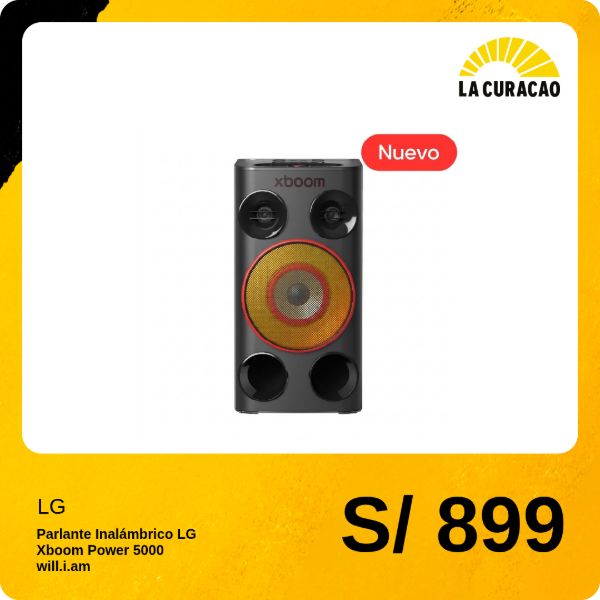 LA CURACAO
Nuevo
xboom
LG
Parlante Inalámbrico LG
Xboom Power 5000
will.i.am
S/ 899